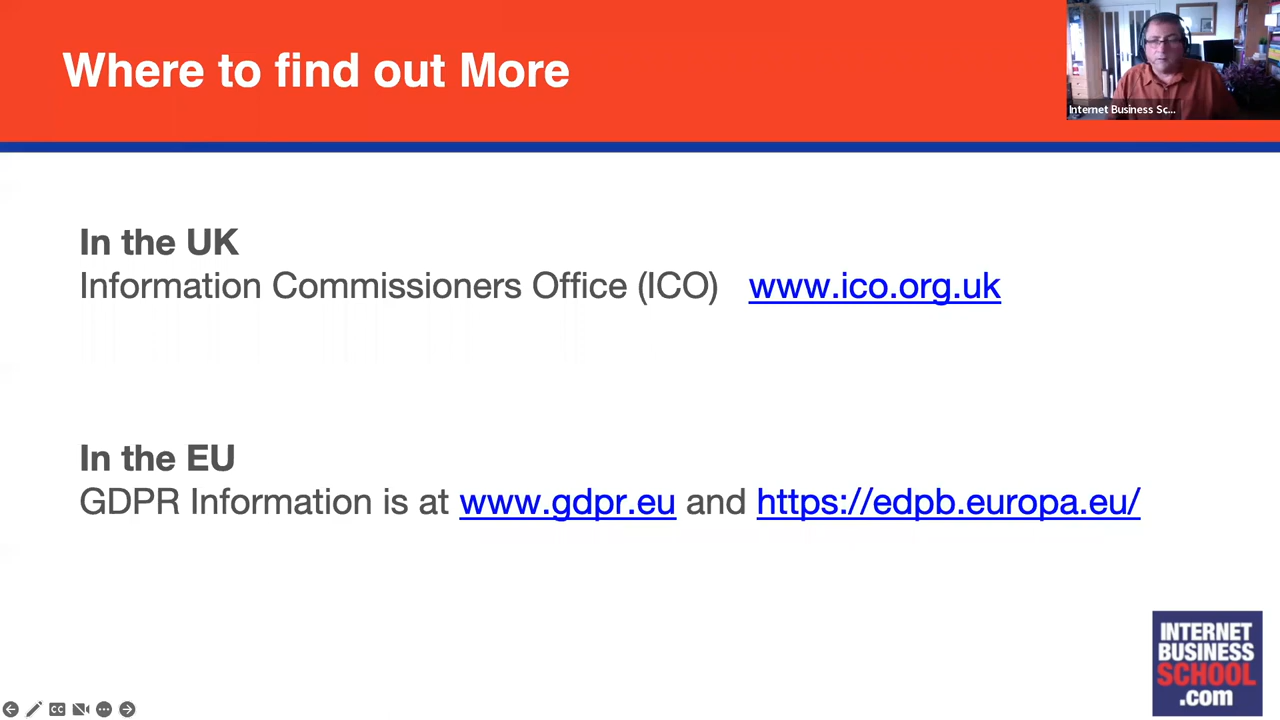 Where to find out More
Internet Business Sc...
In the UK
Information Commissioners Office (ICO) www.ico.org.uk
In the EU
GDPR Information is at www.gdpr.eu and https://edpb.europa.eu/
INTERNET
BUSINESS
SCHOOL
.com
CC